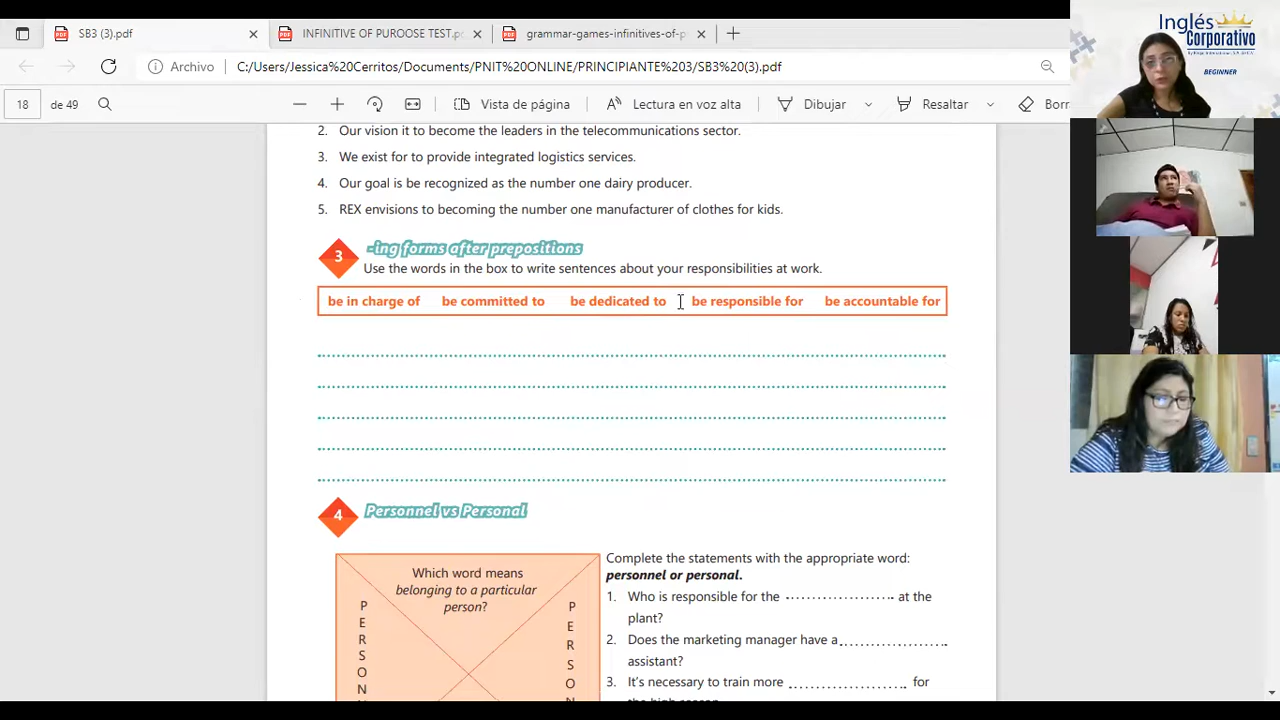 SB3 (3).pdf
INFINITIVE OF PUROOSE TEST.p
grammar-games-infinitives-of-p
Archivo
C:/Users/Jessica%20Cerritos/Documents/INIT%20ONLINE/PRINCIPIANTE%203/SB3%20(3).pdf
18
de 49
Vista de página
Lectura en voz alta
Dibujar
Resaltar
Borr
2. Our vision it to become the leaders in the telecommunications sector.
3. We exist for to provide integrated logistics services.
4. Our goal is be recognized as the number one dairy producer.
5. REX envisions to becoming the number one manufacturer of clothes for kids.
3
-ing forms after prepositions
Use the words in the box to write sentences about your responsibilities at work.
be in charge of be committed to be dedicated to be responsible for be accountable for
4
Personnel vs Personal
Which word means
belonging to a particular
person?
P
E
R
S
O
N
P
E
R
S
O
N
Complete the statements with the appropriate word:
personnel or personal.
1. Who is responsible for the at the
plant?
2. Does the marketing manager have a
assistant?
3. It's necessary to train more for
Inglés
Corporativo
BEGINNER